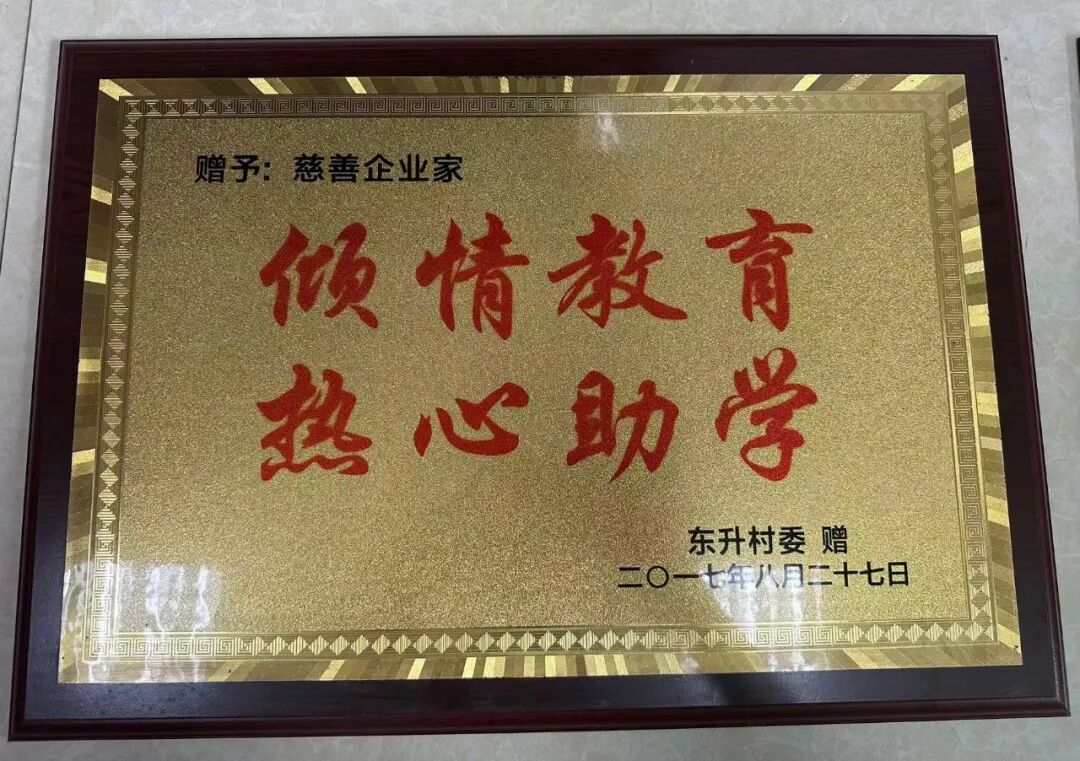 赠予: 慈善企业家
倾情教育
热心助学
东升村委 赠
二〇一七年八月二十七日